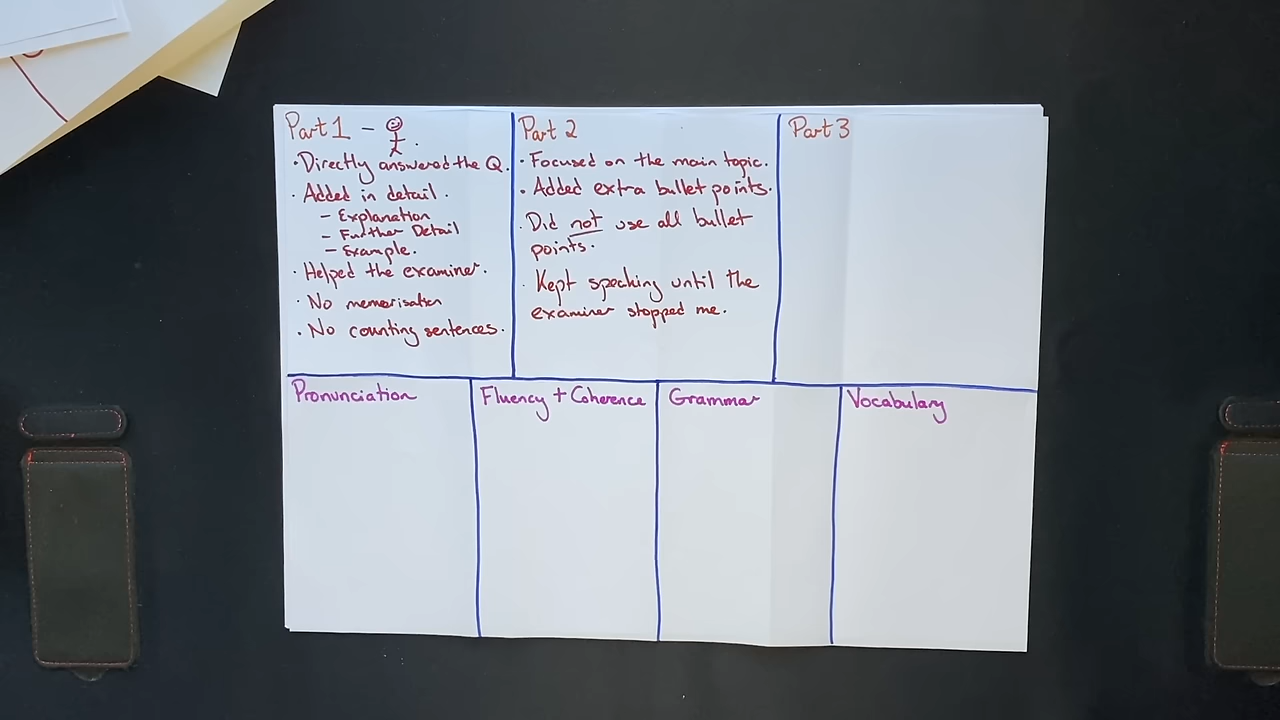 Part 1 -
· Directly answered the Q.
· Added in detail.
- Explanation
- Further Detail
- Example.
· Helped the examiner.
· No memorisation
· No counting sentences.
Part 2
· Focused on the main topic.
· Added extra bullet points.
· Did not use all bullet
points.
· Kept speaking until the
examiner stopped me.
Part 3
Pronunciation
Fluency + Coherence
Grammar
Vocabulary